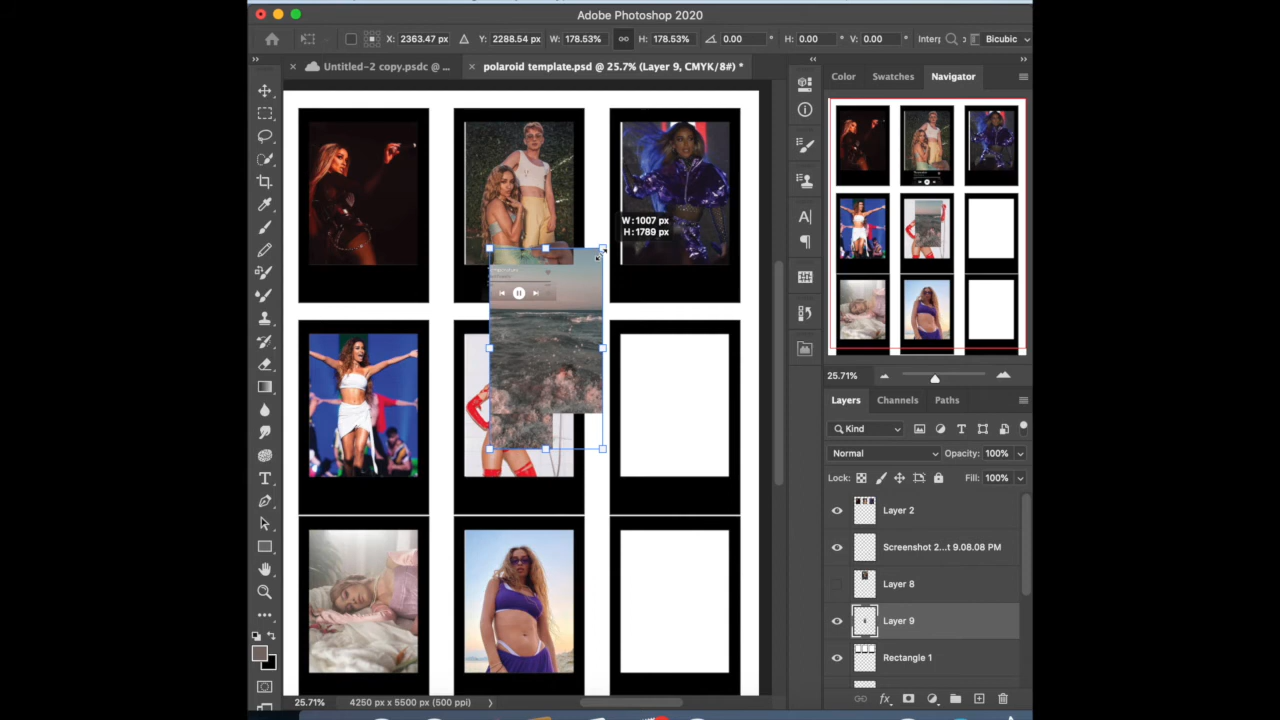 Adobe Photoshop 2020
X: 2363.47 px Y: 2288.54 px W: 178.53% H: 178.53% 0.00 ° H: 0.00 ° V: 0.00 ° Bicubic
Untitled-2 copy.psdc @ ... polaroid template.psd @ 25.7% (Layer 9, CMYK/8#) *
Color Swatches Navigator
W: 1007 px
H: 1789 px
25.71%
Layers Channels Paths
Kind
Normal Opacity: 100%
Lock: Fill: 100%
Layer 2
Screenshot 2...t 9.08.08 PM
Layer 8
Layer 9
Rectangle 1
25.71% 4250 px x 5500 px (500 ppi)